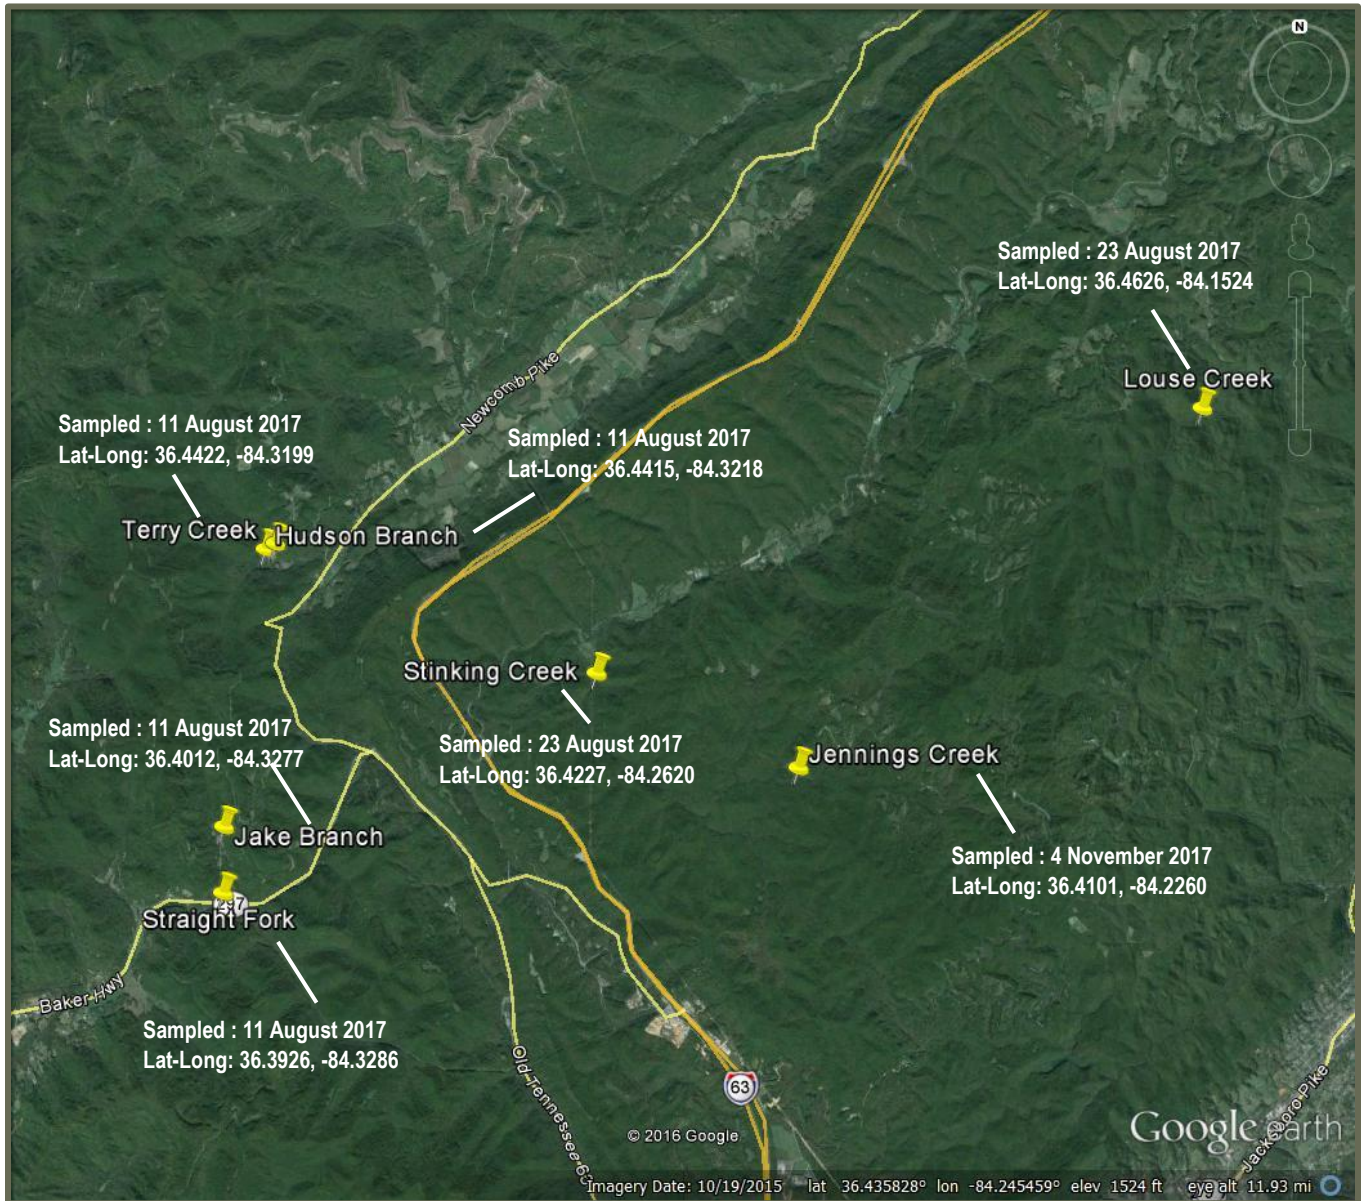 N
Sampled : 23 August 2017
Lat-Long: 36.4626, -84.1524
Louse Creek
Newcomb Pike
Sampled : 11 August 2017
Lat-Long: 36.4422, -84.3199
Sampled : 11 August 2017
Lat-Long: 36.4415, -84.3218
Terry Creek
Hudson Branch
Stinking Creek
Sampled : 11 August 2017
Lat-Long: 36.4012, -84.3277
Sampled : 23 August 2017
Lat-Long: 36.4227, -84.2620
Jennings Creek
Jake Branch
Sampled : 4 November 2017
Lat-Long: 36.4101, -84.2260
297
Straight Fork
Baker Hwy
Sampled : 11 August 2017
Lat-Long: 36.3926, -84.3286
Old Tennessee 63
63
Jacksboro Pike
Google earth
© 2016 Google
Imagery Date: 10/19/2015 lat 36.435828° lon -84.245459° elev 1524 ft eye alt 11.93 mi